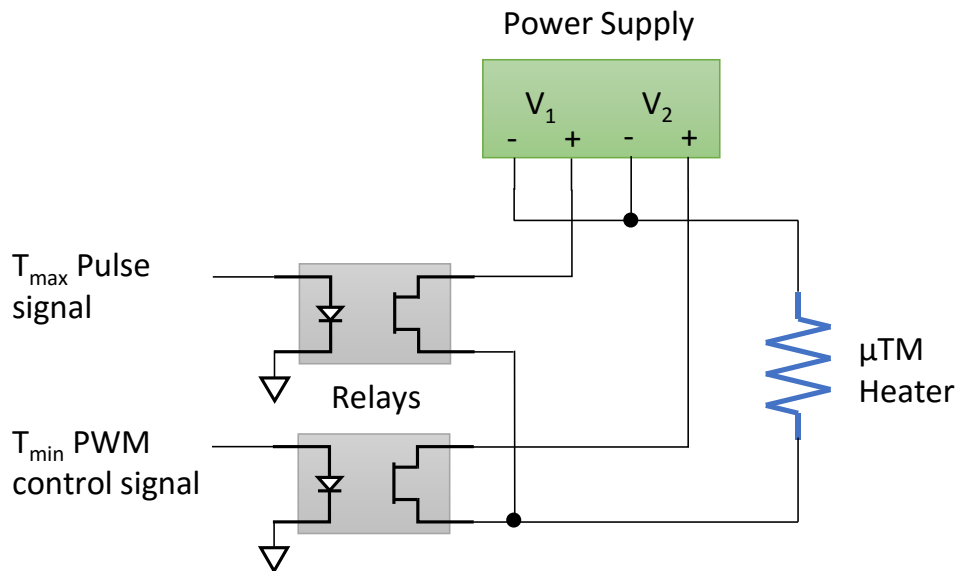 Power Supply
V₁ V₂
- + - +
Tmax Pulse
signal
Relays
µTM
Heater
Tmin PWM
control signal